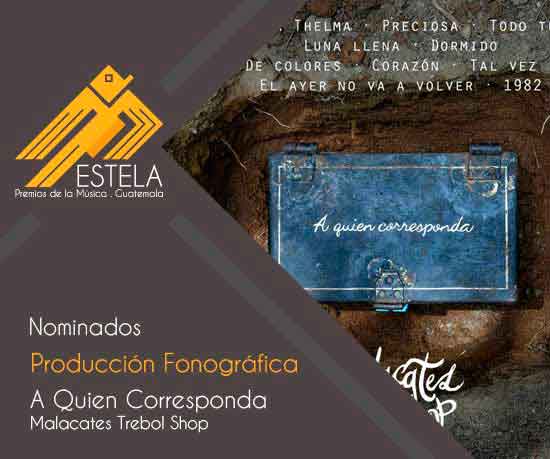 , Thelma · Preciosa · Todo
Luna llena · Dormido
De colores · Corazón · Tal vez
El ayer no va a volver · 1982
ESTELA
Premios de la Música . Guatemala
A quien corresponda
Nominados
Producción Fonográfica
A Quien Corresponda
Malacates Trebol Shop